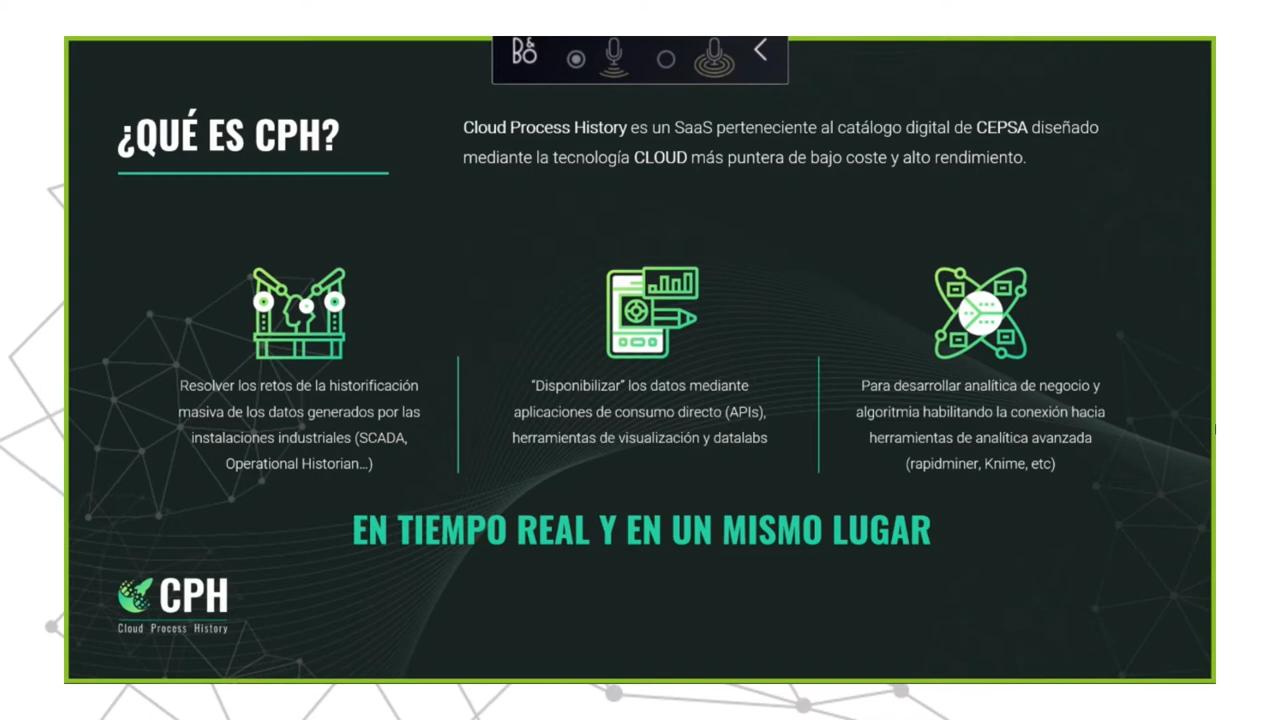 B&O
¿QUÉ ES CPH?
Cloud Process History es un SaaS perteneciente al catálogo digital de CEPSA diseñado
mediante la tecnología CLOUD más puntera de bajo coste y alto rendimiento.
Resolver los retos de la historificación
masiva de los datos generados por las
instalaciones industriales (SCADA,
Operational Historian...)
“Disponibilizar” los datos mediante
aplicaciones de consumo directo (APIs),
herramientas de visualización y datalabs
Para desarrollar analítica de negocio y
algoritmia habilitando la conexión hacia
herramientas de analítica avanzada
(rapidminer, Knime, etc)
EN TIEMPO REAL Y EN UN MISMO LUGAR
CPH
Cloud Process History